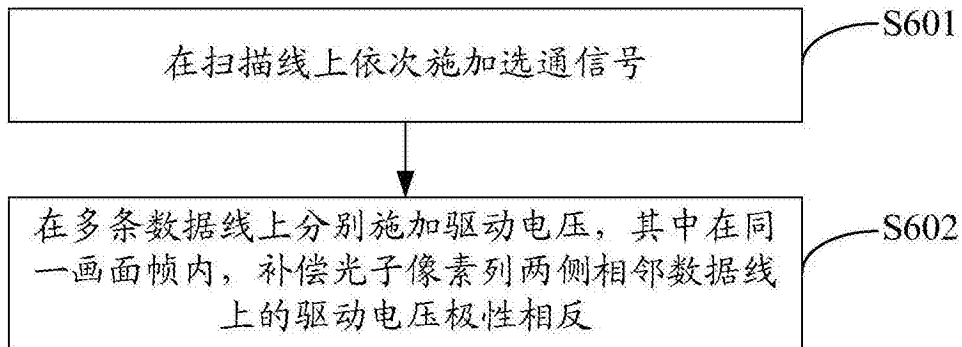 在扫描线上依次施加选通信号
S601
在多条数据线上分别施加驱动电压，其中在同
一画面帧内，补偿光子像素列两侧相邻数据线
上的驱动电压极性相反
S602